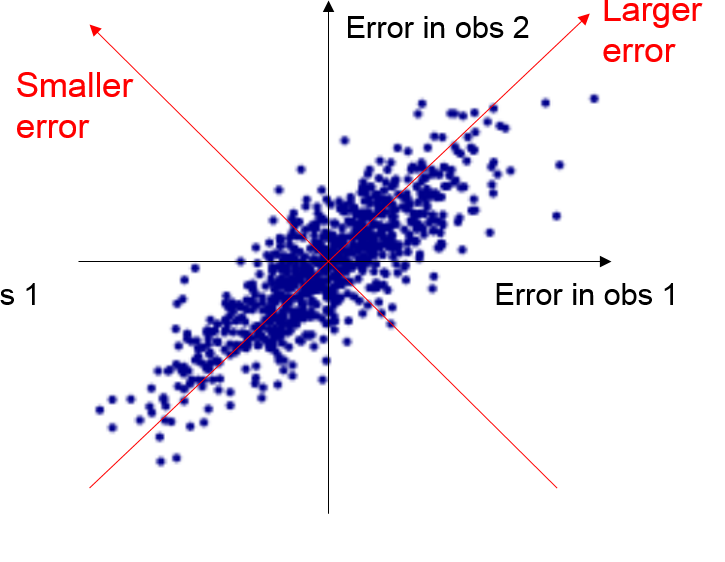 Larger
error
Error in obs 2
Smaller
error
s 1
Error in obs 1